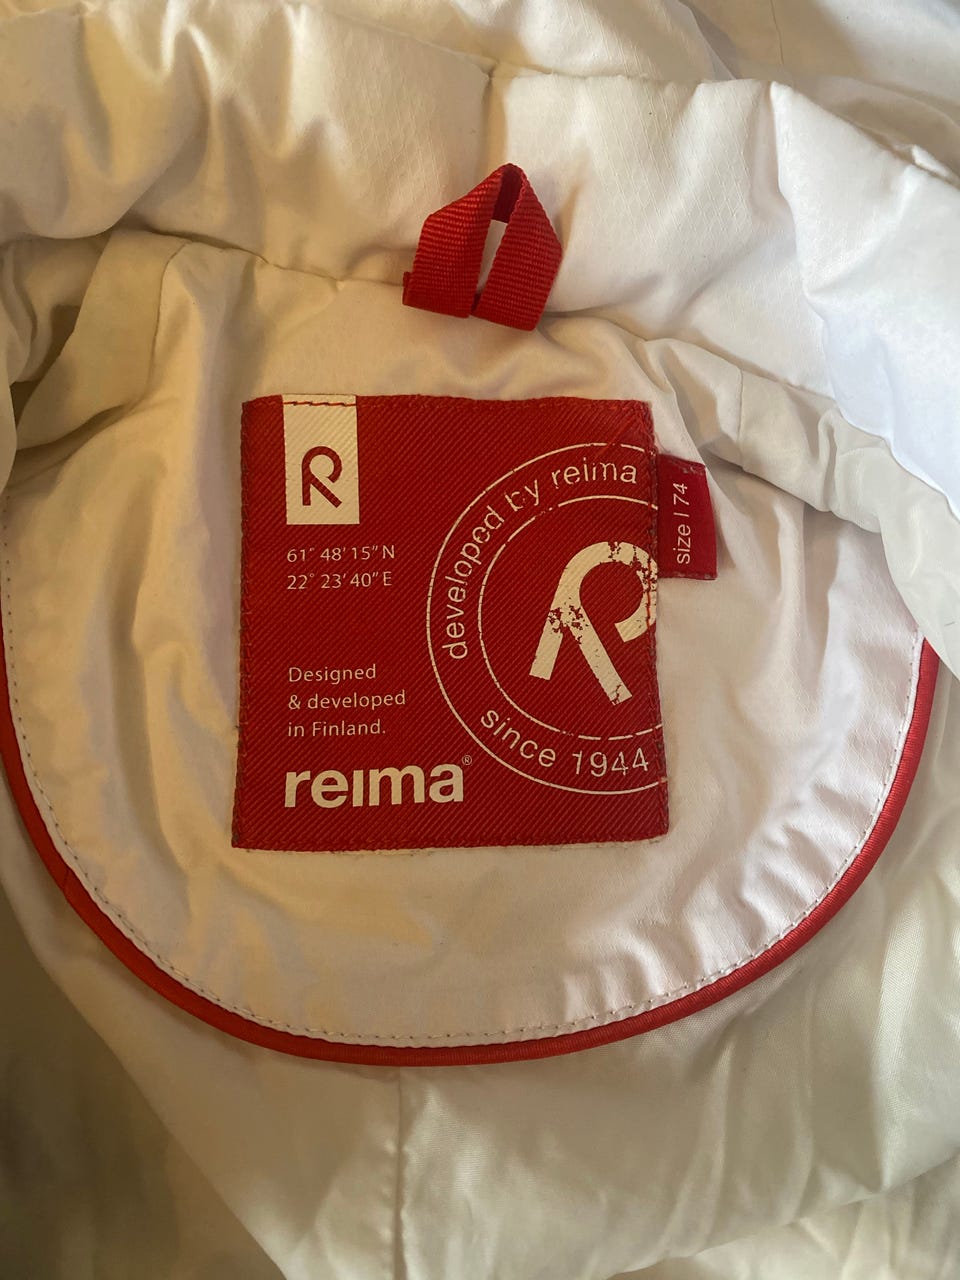 R
61° 48' 15" N
22° 23' 40" E
Designed
& developed
in Finland.
reima®
developed by reima
R
since 1944
size | 74